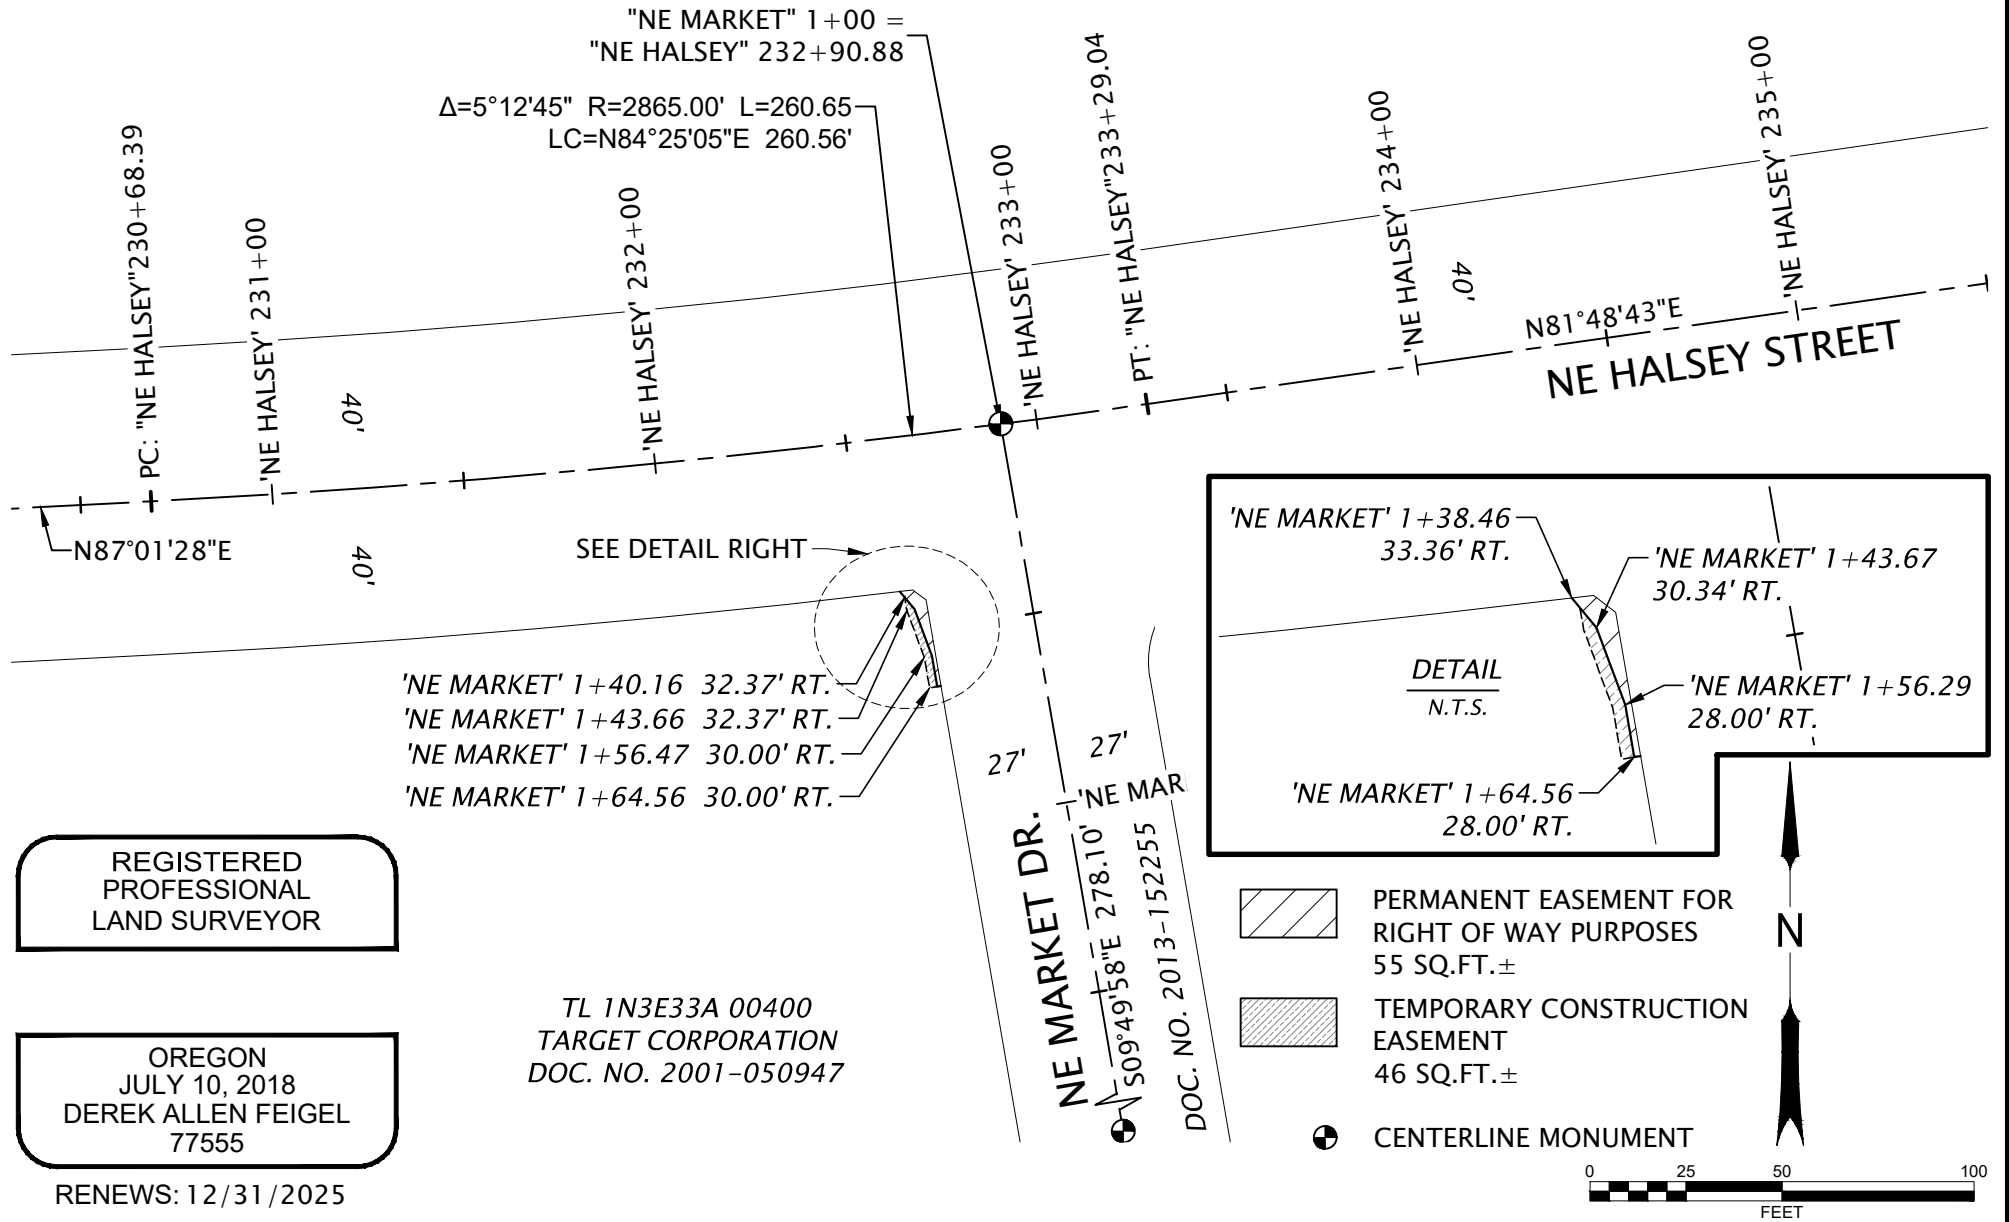 "NE MARKET" 1+00 =
"NE HALSEY" 232+90.88
Δ=5°12'45" R=2865.00' L=260.65
LC=N84°25'05"E 260.56'
PC: "NE HALSEY"230+68.39
'NE HALSEY' 231+00
'NE HALSEY' 232+00
'NE HALSEY' 233+00
PT: "NE HALSEY"233+29.04
'NE HALSEY' 234+00
'NE HALSEY' 235+00
40'
40'
40'
N81°48'43"E
NE HALSEY STREET
N87°01'28"E
SEE DETAIL RIGHT
'NE MARKET' 1+40.16 32.37' RT.
'NE MARKET' 1+43.66 32.37' RT.
'NE MARKET' 1+56.47 30.00' RT.
'NE MARKET' 1+64.56 30.00' RT.
27'
27'
'NE MAR
NE MARKET DR.
S09°49'58"E 278.10'
DOC. NO. 2013-152255
'NE MARKET' 1+38.46
33.36' RT.
'NE MARKET' 1+43.67
30.34' RT.
DETAIL
N.T.S.
'NE MARKET' 1+56.29
28.00' RT.
'NE MARKET' 1+64.56
28.00' RT.
REGISTERED
PROFESSIONAL
LAND SURVEYOR
OREGON
JULY 10, 2018
DEREK ALLEN FEIGEL
77555
RENEWS: 12/31/2025
TL 1N3E33A 00400
TARGET CORPORATION
DOC. NO. 2001-050947
PERMANENT EASEMENT FOR
RIGHT OF WAY PURPOSES
55 SQ.FT.±
TEMPORARY CONSTRUCTION
EASEMENT
46 SQ.FT.±
CENTERLINE MONUMENT
N
0 25 50 100
FEET